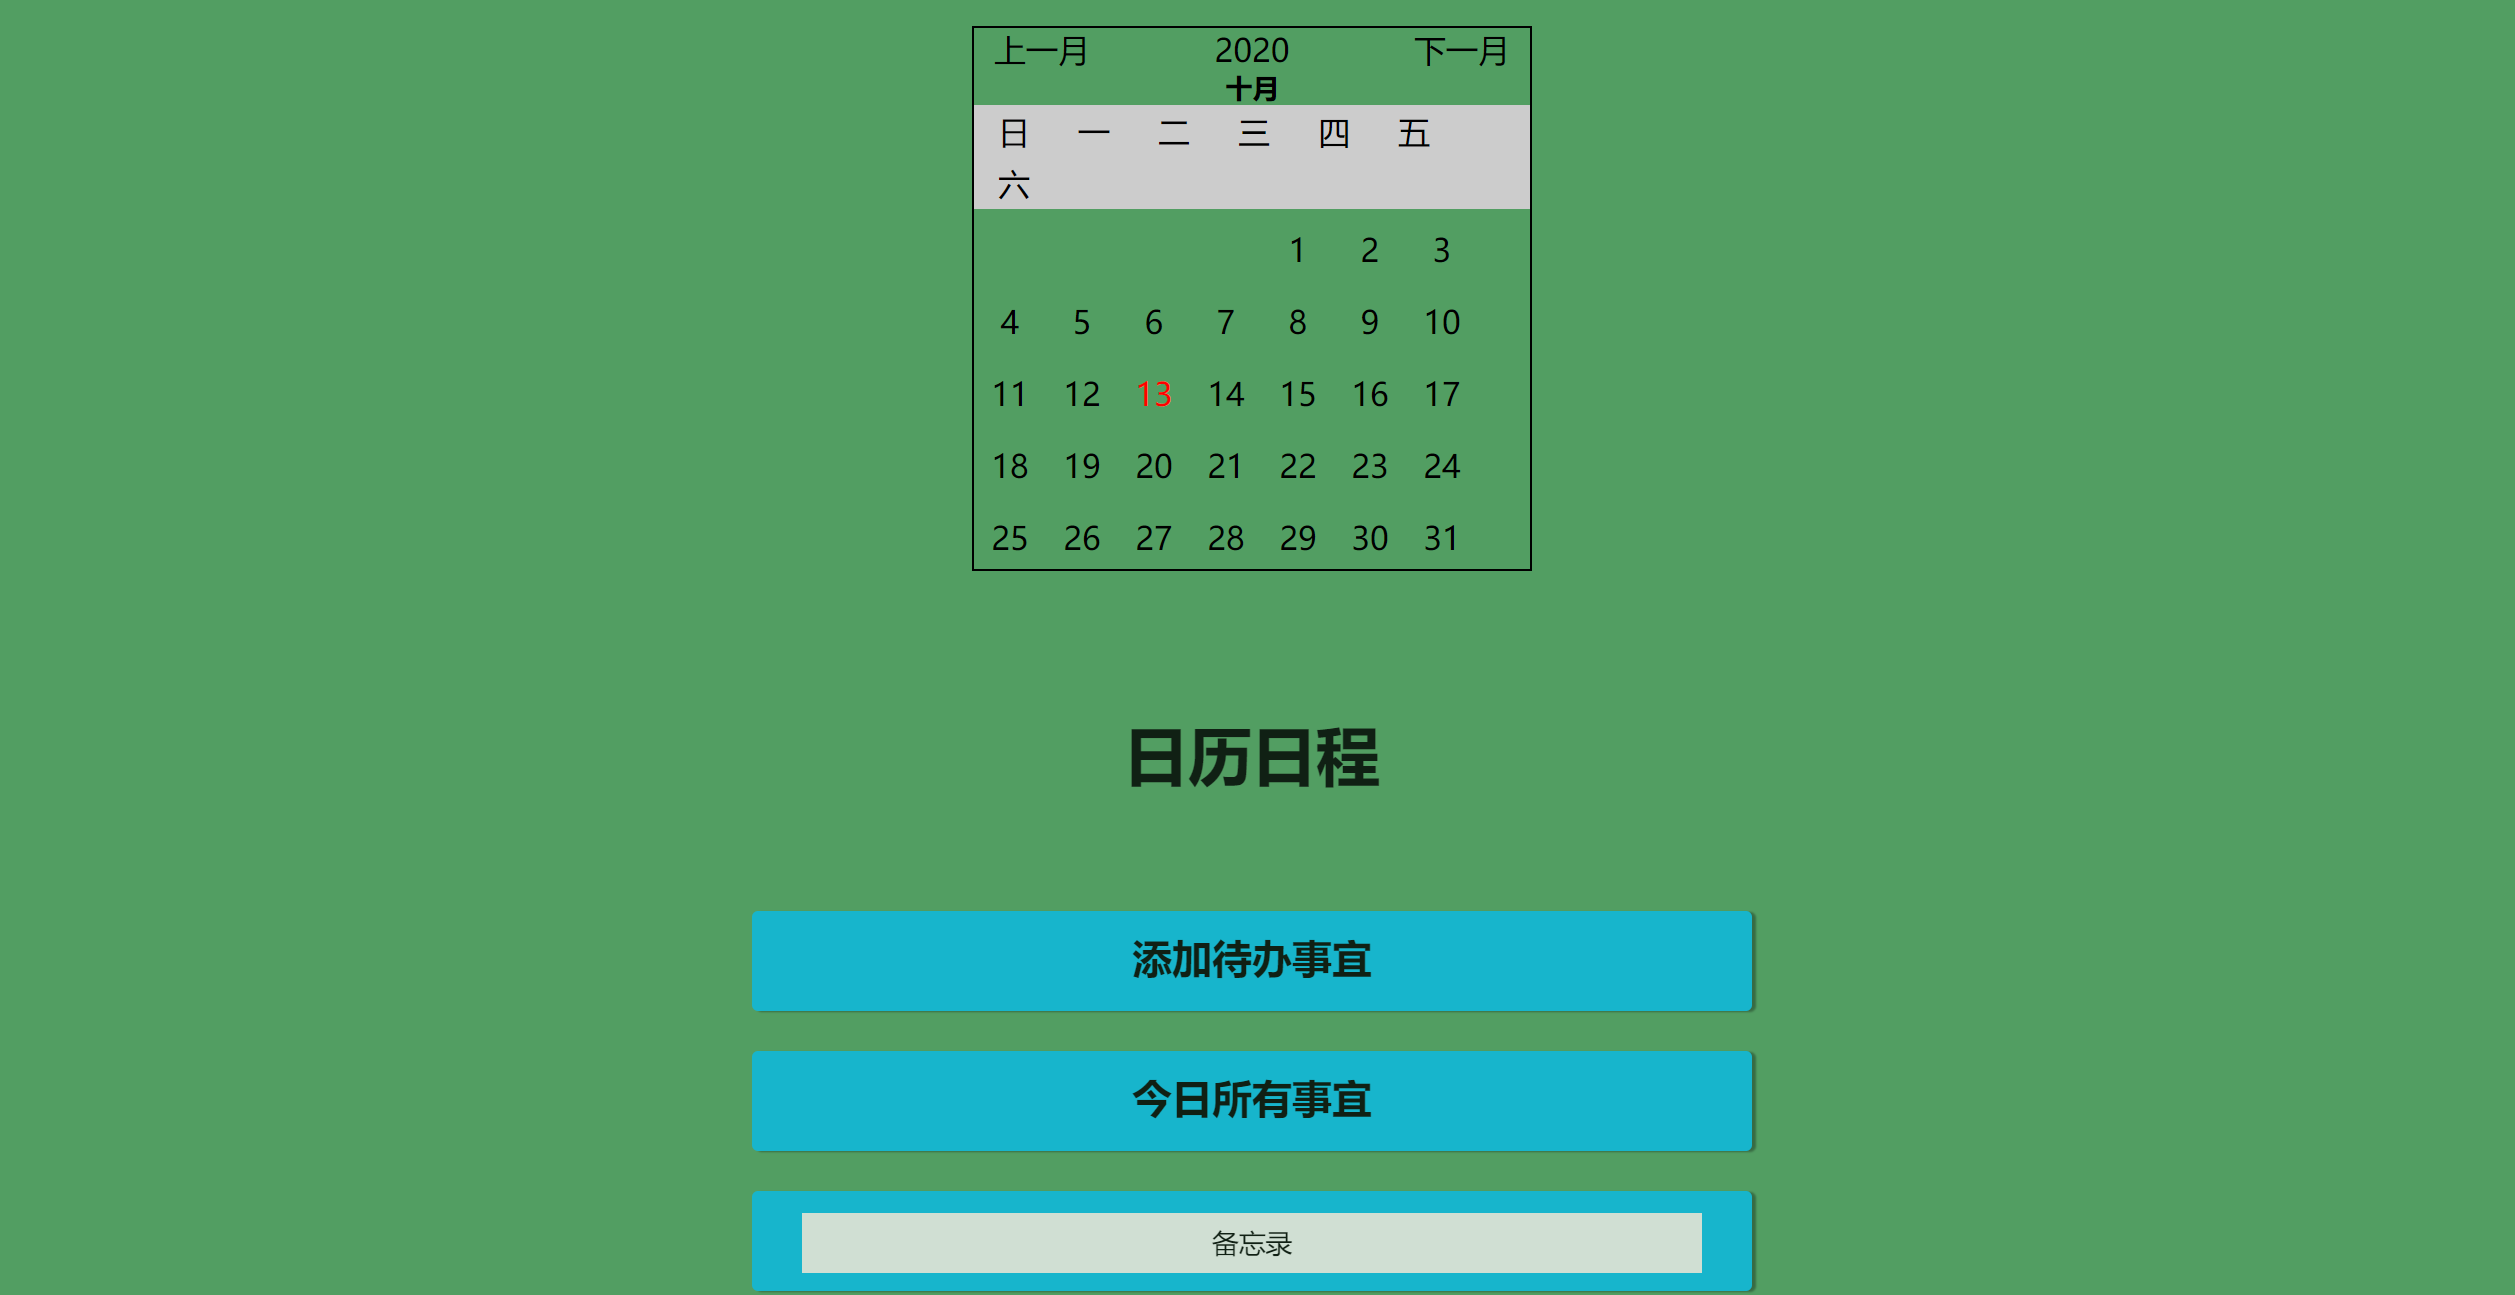 上一月 2020 下一月
十月
日 一 二 三 四 五
六
1 2 3
4 5 6 7 8 9 10
11 12 13 14 15 16 17
18 19 20 21 22 23 24
25 26 27 28 29 30 31
日历日程
添加待办事宜
今日所有事宜
备忘录